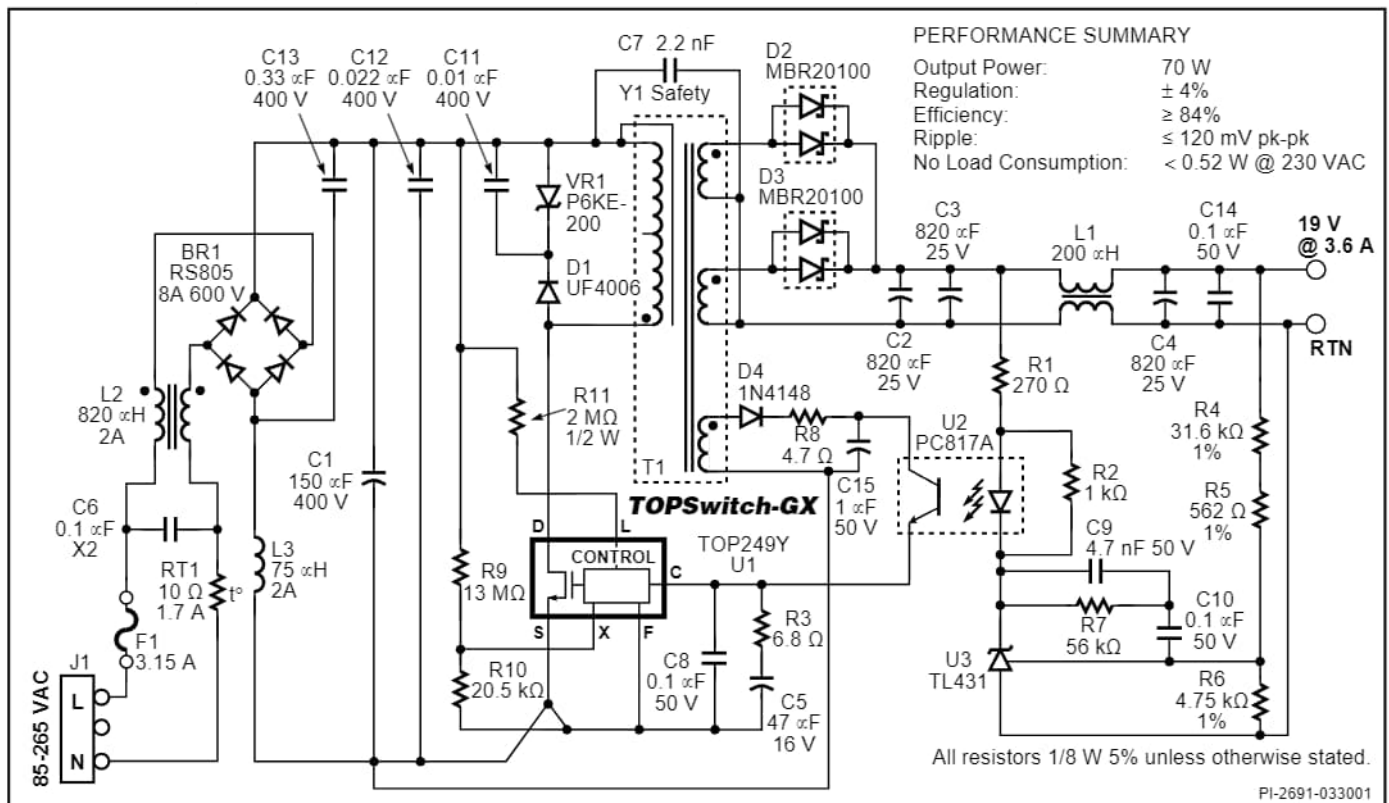 C7 2.2 nF
Y1 Safety
C13
0.33 ∝F
400 V
C12
0.022 ∝F
400 V
C11
0.01 ∝F
400 V
D2
MBR20100
D3
MBR20100
PERFORMANCE SUMMARY
Output Power: 70 W
Regulation: ± 4%
Efficiency: ≥ 84%
Ripple: ≤ 120 mV pk-pk
No Load Consumption: < 0.52 W @ 230 VAC
VR1
P6KE-
200
D1
UF4006
BR1
RS805
8A 600 V
C3
820 ∝F
25 V
L1
200 ∝H
C14
0.1 ∝F
50 V
19 V
@ 3.6 A
RTN
C2
820 ∝F
25 V
C4
820 ∝F
25 V
L2
820 ∝H
2A
R11
2 MΩ
1/2 W
D4
1N4148
R8
4.7 Ω
R1
270 Ω
U2
PC817A
R4
31.6 kΩ
1%
C1
150 ∝F
400 V
T1
TOPSwitch-GX
C15
1 ∝F
50 V
R2
1 kΩ
R5
562 Ω
1%
C6
0.1 ∝F
X2
RT1
10 Ω
1.7 A
t°
L3
75 ∝H
2A
D
L
CONTROL
C
S
X
F
TOP249Y
U1
C9
4.7 nF 50 V
R9
13 MΩ
R3
6.8 Ω
R7
56 kΩ
C10
0.1 ∝F
50 V
F1
3.15 A
J1
L
N
85-265 VAC
R10
20.5 kΩ
C8
0.1 ∝F
50 V
C5
47 ∝F
16 V
U3
TL431
R6
4.75 kΩ
1%
All resistors 1/8 W 5% unless otherwise stated.
PI-2691-033001